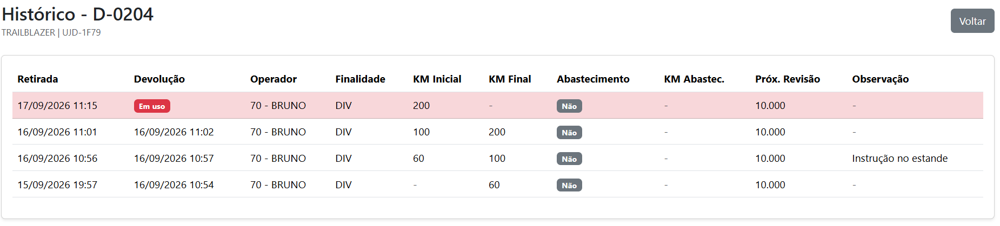 Histórico - D-0204
TRAILBLAZER | UJD-1F79
Voltar
Retirada Devolução Operador Finalidade KM Inicial KM Final Abastecimento KM Abastec. Próx. Revisão Observação
17/09/2026 11:15 Em uso 70 - BRUNO DIV 200 - Não - 10.000 -
16/09/2026 11:01 16/09/2026 11:02 70 - BRUNO DIV 100 200 Não - 10.000 -
16/09/2026 10:56 16/09/2026 10:57 70 - BRUNO DIV 60 100 Não - 10.000 Instrução no estande
15/09/2026 19:57 16/09/2026 10:54 70 - BRUNO DIV - 60 Não - 10.000 -